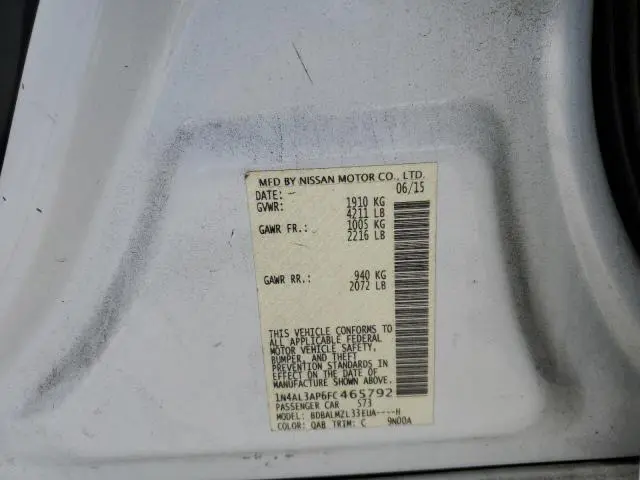 MFD BY NISSAN MOTOR CO., LTD.
DATE: 06/15
GVWR: 1910 KG
4211 LB
GAWR FR.: 1005 KG
2216 LB
GAWR RR.: 940 KG
2072 LB
THIS VEHICLE CONFORMS TO
ALL APPLICABLE FEDERAL
MOTOR VEHICLE SAFETY,
BUMPER, AND THEFT
PREVENTION STANDARDS IN
EFFECT ON THE DATE OF
MANUFACTURE SHOWN ABOVE.
1N4AL3AP6FC465792
PASSENGER CAR 573
MODEL: BDBALMZL33EUA----H
COLOR: QAB TRIM: C 9N00A